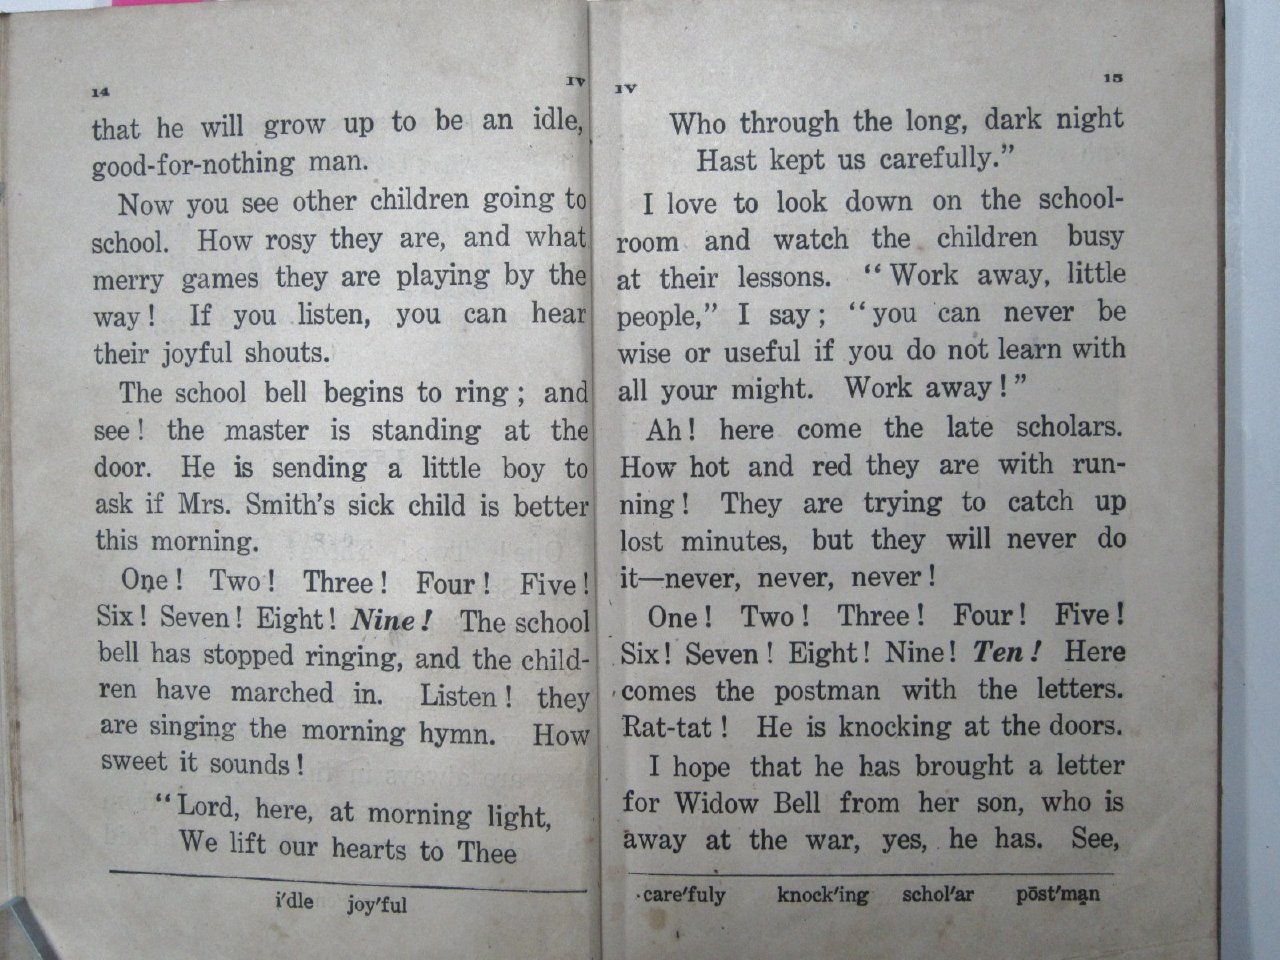 14 IV
that he will grow up to be an idle,
good-for-nothing man.
Now you see other children going to
school. How rosy they are, and what
merry games they are playing by the
way! If you listen, you can hear
their joyful shouts.
The school bell begins to ring; and
see! the master is standing at the
door. He is sending a little boy to
ask if Mrs. Smith's sick child is better
this morning.
One! Two! Three! Four! Five!
Six! Seven! Eight! Nine! The school
bell has stopped ringing, and the child-
ren have marched in. Listen! they
are singing the morning hymn. How
sweet it sounds!
"Lord, here, at morning light,
We lift our hearts to Thee
i'dle joy'ful
IV 15
Who through the long, dark night
Hast kept us carefully."
I love to look down on the school-
room and watch the children busy
at their lessons. "Work away, little
people," I say; "you can never be
wise or useful if you do not learn with
all your might. Work away!"
Ah! here come the late scholars.
How hot and red they are with run-
ning! They are trying to catch up
lost minutes, but they will never do
it—never, never, never!
One! Two! Three! Four! Five!
Six! Seven! Eight! Nine! Ten! Here
comes the postman with the letters.
Rat-tat! He is knocking at the doors.
I hope that he has brought a letter
for Widow Bell from her son, who is
away at the war, yes, he has. See,
care'fuly knock'ing schol'ar pōst'mạn